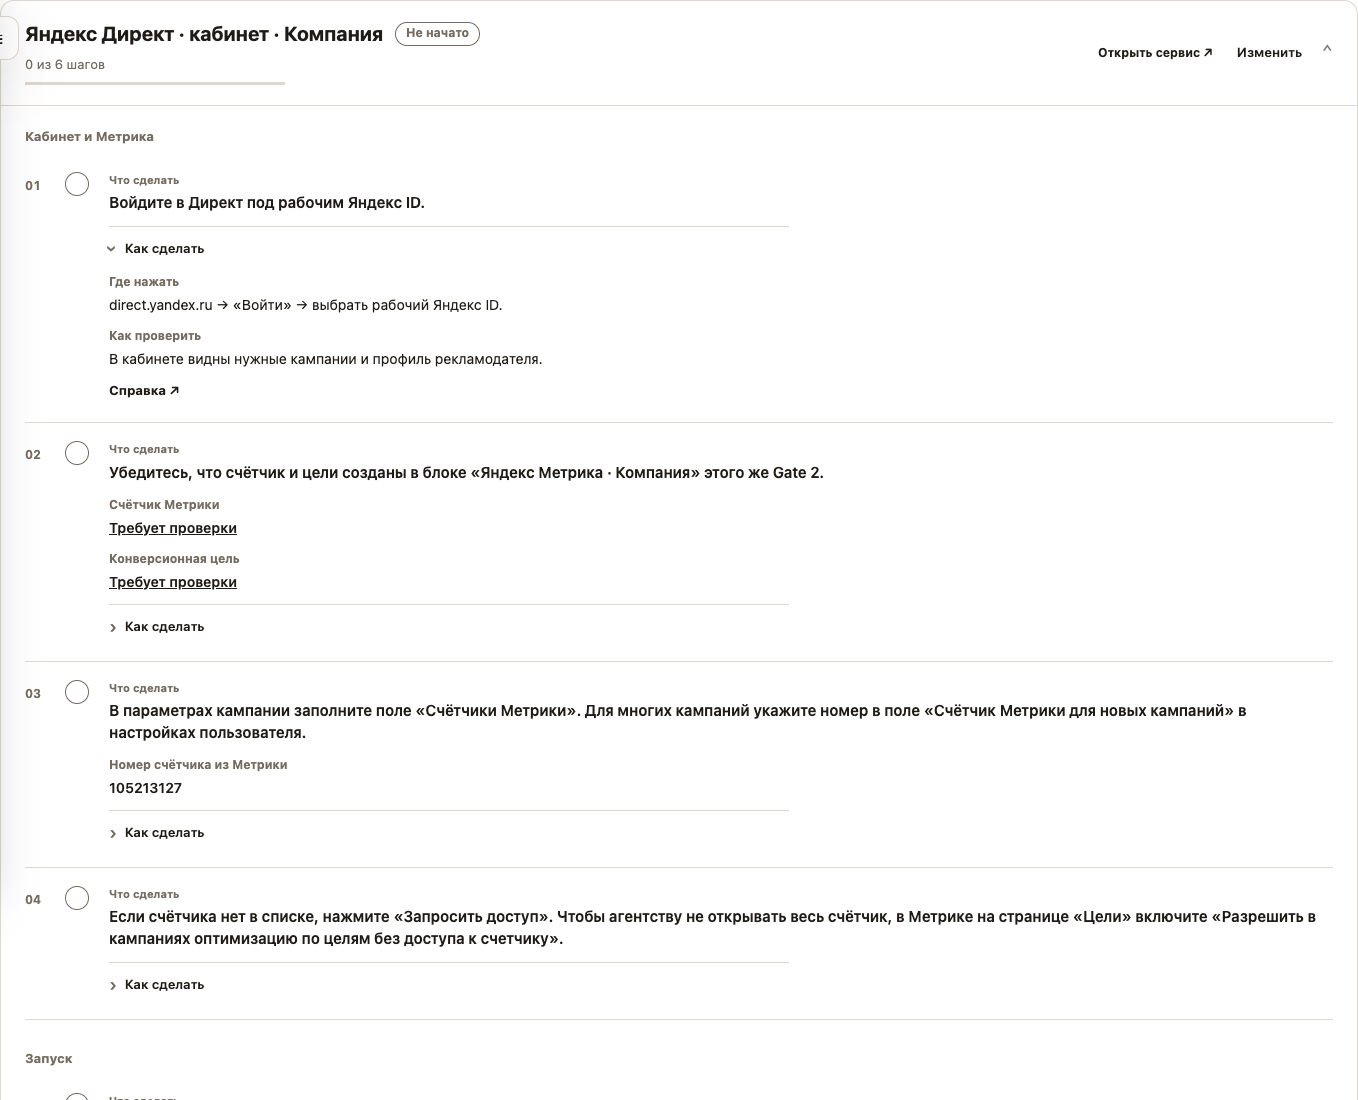 Яндекс Директ · кабинет · Компания
Не начато
0 из 6 шагов
Открыть сервис ↗
Изменить
Кабинет и Метрика
01
Что сделать
Войдите в Директ под рабочим Яндекс ID.
Как сделать
Где нажать
direct.yandex.ru → «Войти» → выбрать рабочий Яндекс ID.
Как проверить
В кабинете видны нужные кампании и профиль рекламодателя.
Справка ↗
02
Что сделать
Убедитесь, что счётчик и цели созданы в блоке «Яндекс Метрика · Компания» этого же Gate 2.
Счётчик Метрики
Требует проверки
Конверсионная цель
Требует проверки
Как сделать
03
Что сделать
В параметрах кампании заполните поле «Счётчики Метрики». Для многих кампаний укажите номер в поле «Счётчик Метрики для новых кампаний» в
настройках пользователя.
Номер счётчика из Метрики
105213127
Как сделать
04
Что сделать
Если счётчика нет в списке, нажмите «Запросить доступ». Чтобы агентству не открывать весь счётчик, в Метрике на странице «Цели» включите «Разрешить в
кампаниях оптимизацию по целям без доступа к счетчику».
Как сделать
Запуск
Что сделать